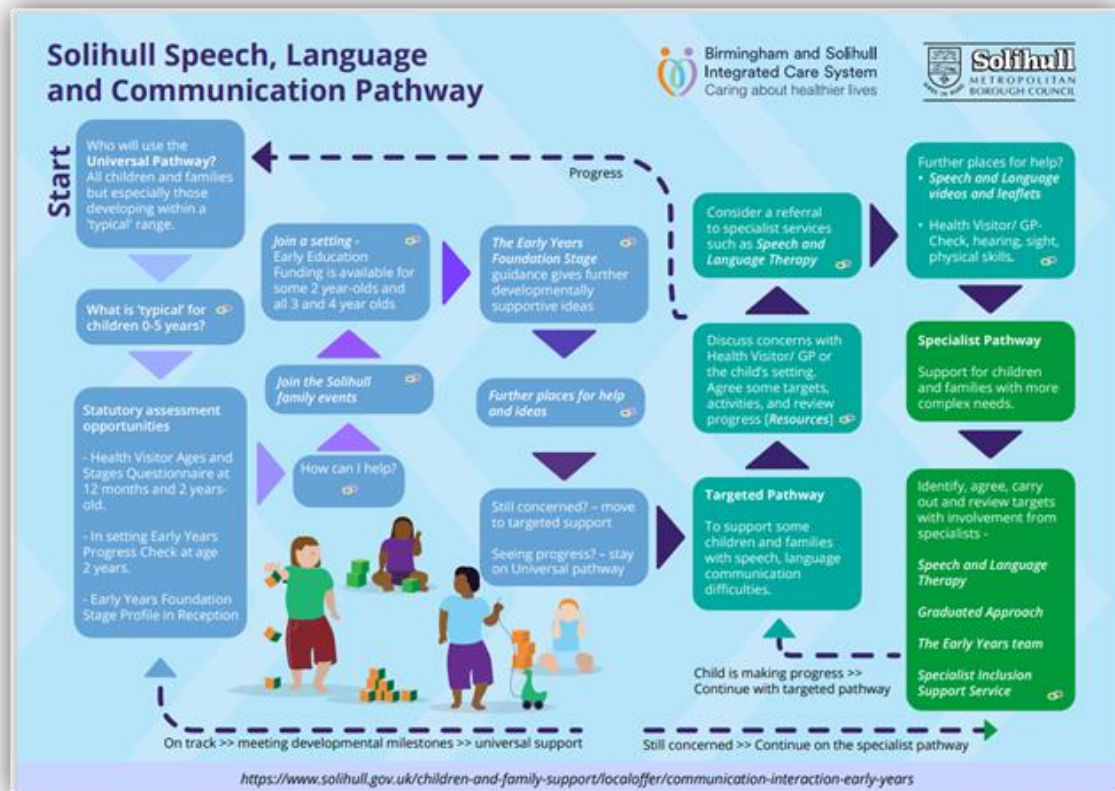 Solihull Speech, Language
and Communication Pathway
Birmingham and Solihull
Integrated Care System
Caring about healthier lives
Solihull
METROPOLITAN
BOROUGH COUNCIL
Start
Who will use the
Universal Pathway?
All children and families
but especially those
developing within a
'typical' range.
What is 'typical' for
children 0-5 years?
Statutory assessment
opportunities
- Health Visitor Ages and
Stages Questionnaire at
12 months and 2 years-
old.
- In setting Early Years
Progress Check at age
2 years.
- Early Years Foundation
Stage Profile in Reception
How can I help?
Join the Solihull
family events
Join a setting -
Early Education
Funding is available for
some 2 year-olds and
all 3 and 4 year olds
The Early Years
Foundation Stage
guidance gives further
developmentally
supportive ideas
Further places for help
and ideas
Still concerned? – move
to targeted support
Seeing progress? – stay
on Universal pathway
Targeted Pathway
To support some
children and families
with speech, language
communication
difficulties.
Discuss concerns with
Health Visitor/ GP or
the child's setting.
Agree some targets,
activities, and review
progress [Resources]
Progress
Consider a referral
to specialist services
such as Speech and
Language Therapy
Further places for help?
• Speech and Language
videos and leaflets
• Health Visitor/ GP-
Check, hearing, sight,
physical skills.
Specialist Pathway
Support for children
and families with more
complex needs.
Identify, agree, carry
out and review targets
with involvement from
specialists -
Speech and Language
Therapy
Graduated Approach
The Early Years team
Specialist Inclusion
Support Service
Child is making progress >>
Continue with targeted pathway
On track >> meeting developmental milestones >> universal support
Still concerned >> Continue on the specialist pathway
https://www.solihull.gov.uk/children-and-family-support/localoffer/communication-interaction-early-years